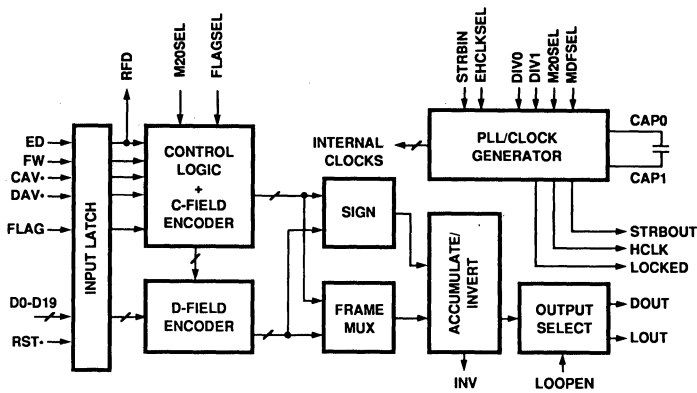 RFD
M20SEL
FLAGSEL
STRBIN
EHCLKSEL
DIV0
DIV1
M20SEL
MDFSEL
ED
FW
CAV*
DAV*
FLAG
D0-D19
RST*
INPUT LATCH
CONTROL
LOGIC
+
C-FIELD
ENCODER
D-FIELD
ENCODER
INTERNAL
CLOCKS
PLL/CLOCK
GENERATOR
CAP0
CAP1
SIGN
FRAME
MUX
ACCUMULATE/
INVERT
INV
STRBOUT
HCLK
LOCKED
OUTPUT
SELECT
DOUT
LOUT
LOOPEN